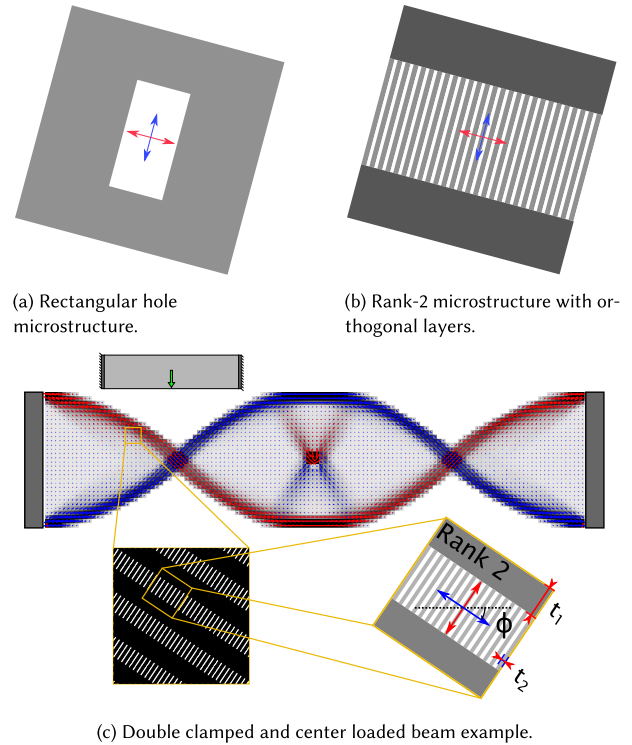 (a) Rectangular hole
microstructure.
(b) Rank-2 microstructure with or-
thogonal layers.
Rank 2
ϕ
t1
t2
(c) Double clamped and center loaded beam example.